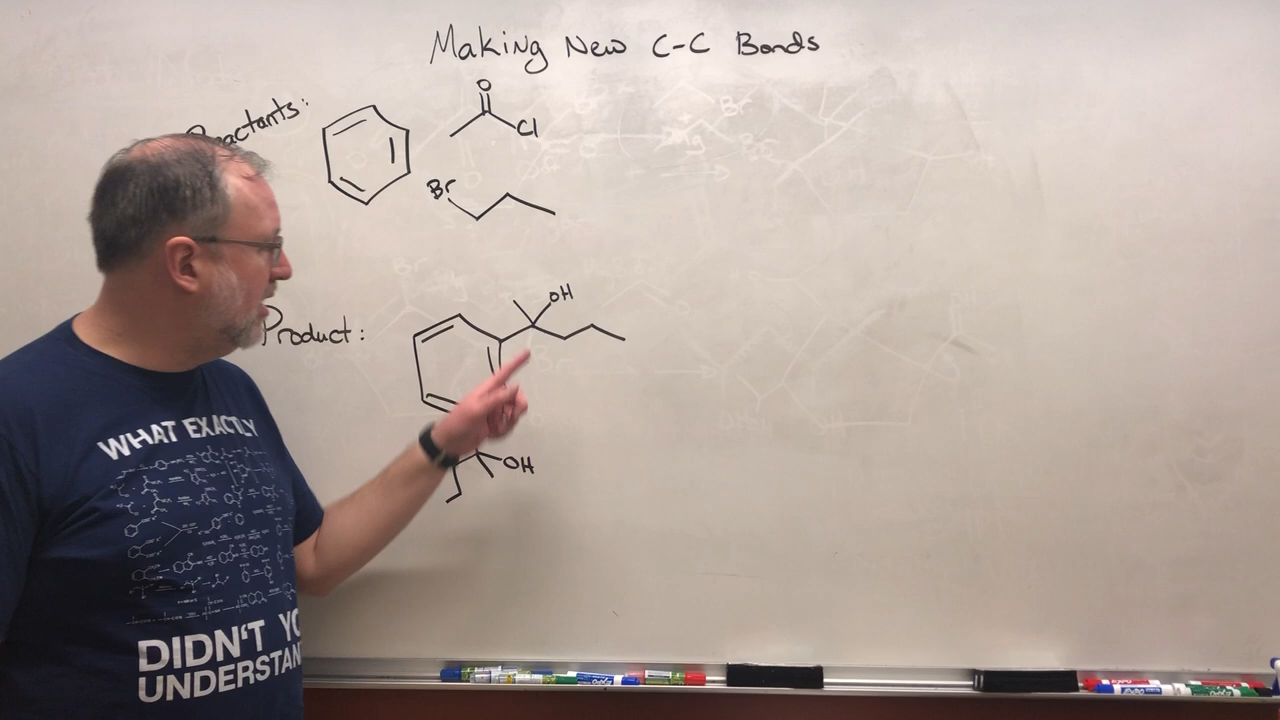 Making New C-C Bonds
Reactants:
O
Cl
Br
OH
Product:
OH
WHAT EXACTLY
DIDN'T YO
UNDERSTAN